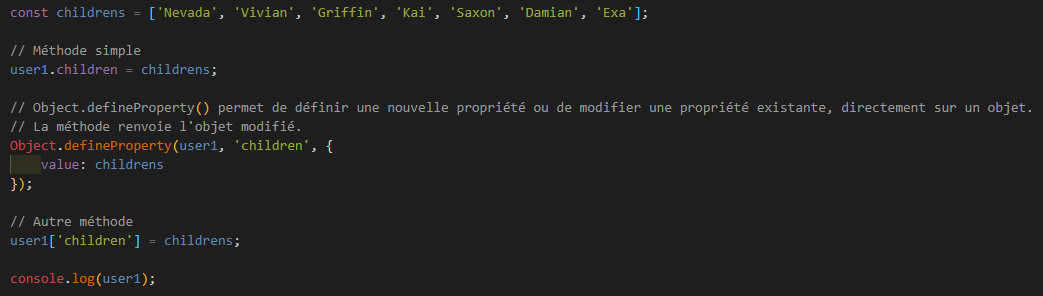 const childrens = ['Nevada', 'Vivian', 'Griffin', 'Kai', 'Saxon', 'Damian', 'Exa'];
// Méthode simple
user1.children = childrens;
// Object.defineProperty() permet de définir une nouvelle propriété ou de modifier une propriété existante, directement sur un objet.
// La méthode renvoie l'objet modifié.
Object.defineProperty(user1, 'children', {
    value: childrens
});
// Autre méthode
user1['children'] = childrens;
console.log(user1);